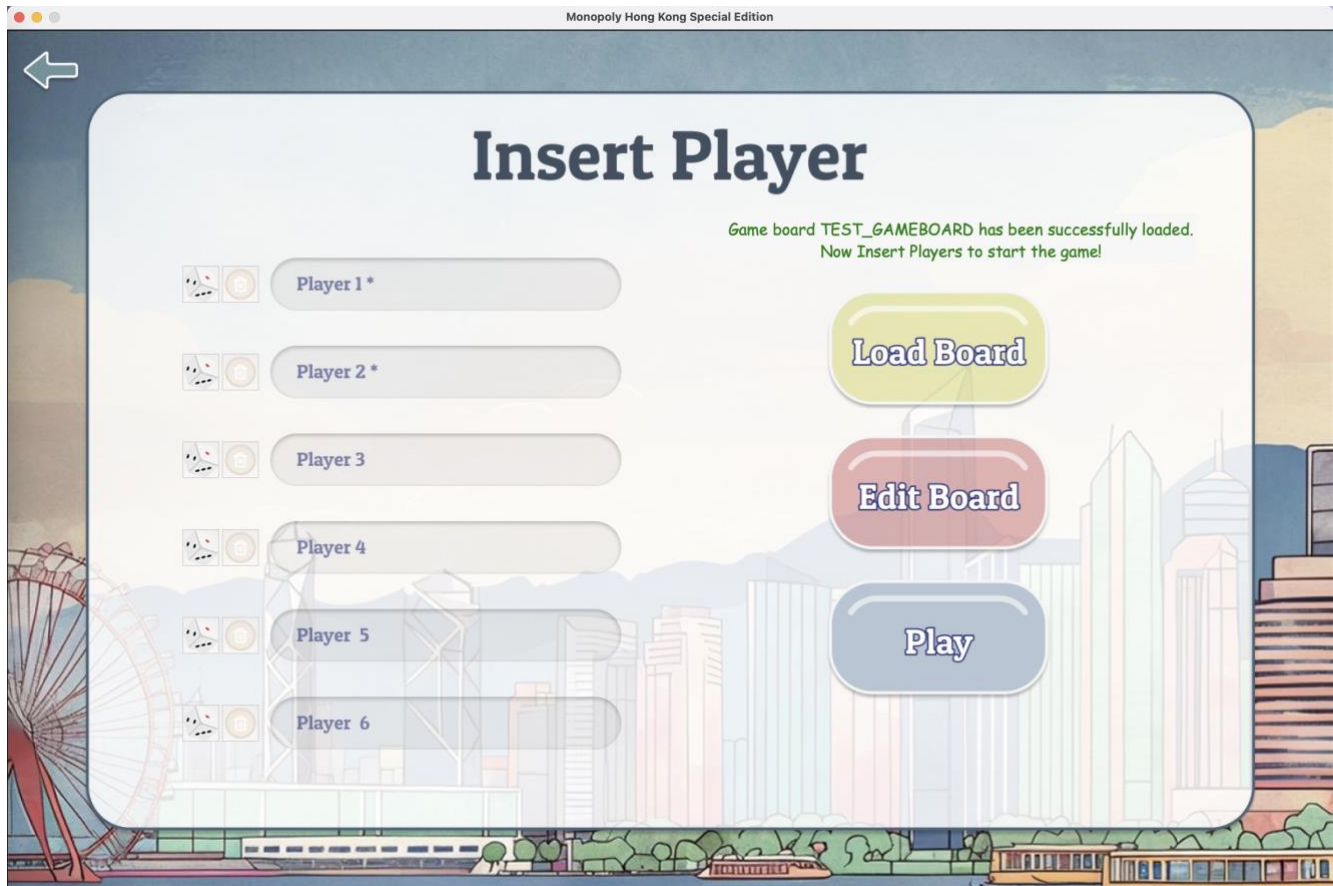 Monopoly Hong Kong Special Edition
Insert Player
Game board TEST_GAMEBOARD has been successfully loaded.
Now Insert Players to start the game!
Player 1 *
Player 2 *
Player 3
Player 4
Player 5
Player 6
Load Board
Edit Board
Play